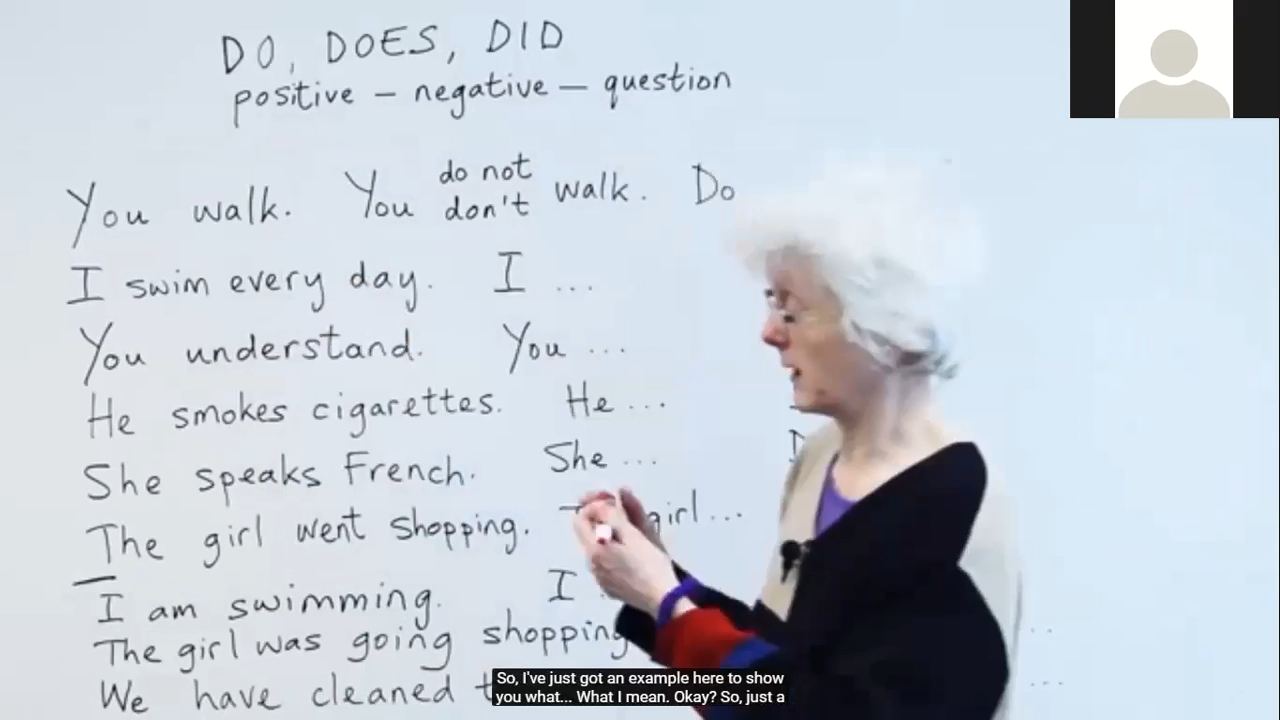 DO, DOES, DID
positive – negative – question
You walk. You do not walk. Do
don't
I swim every day. I ...
You understand. You ...
He smokes cigarettes. He ...
She speaks French. She ...
The girl went shopping. girl ...
I am swimming. I
The girl was going shopping
We have cleaned
So, I've just got an example here to show
you what... What I mean. Okay? So, just a